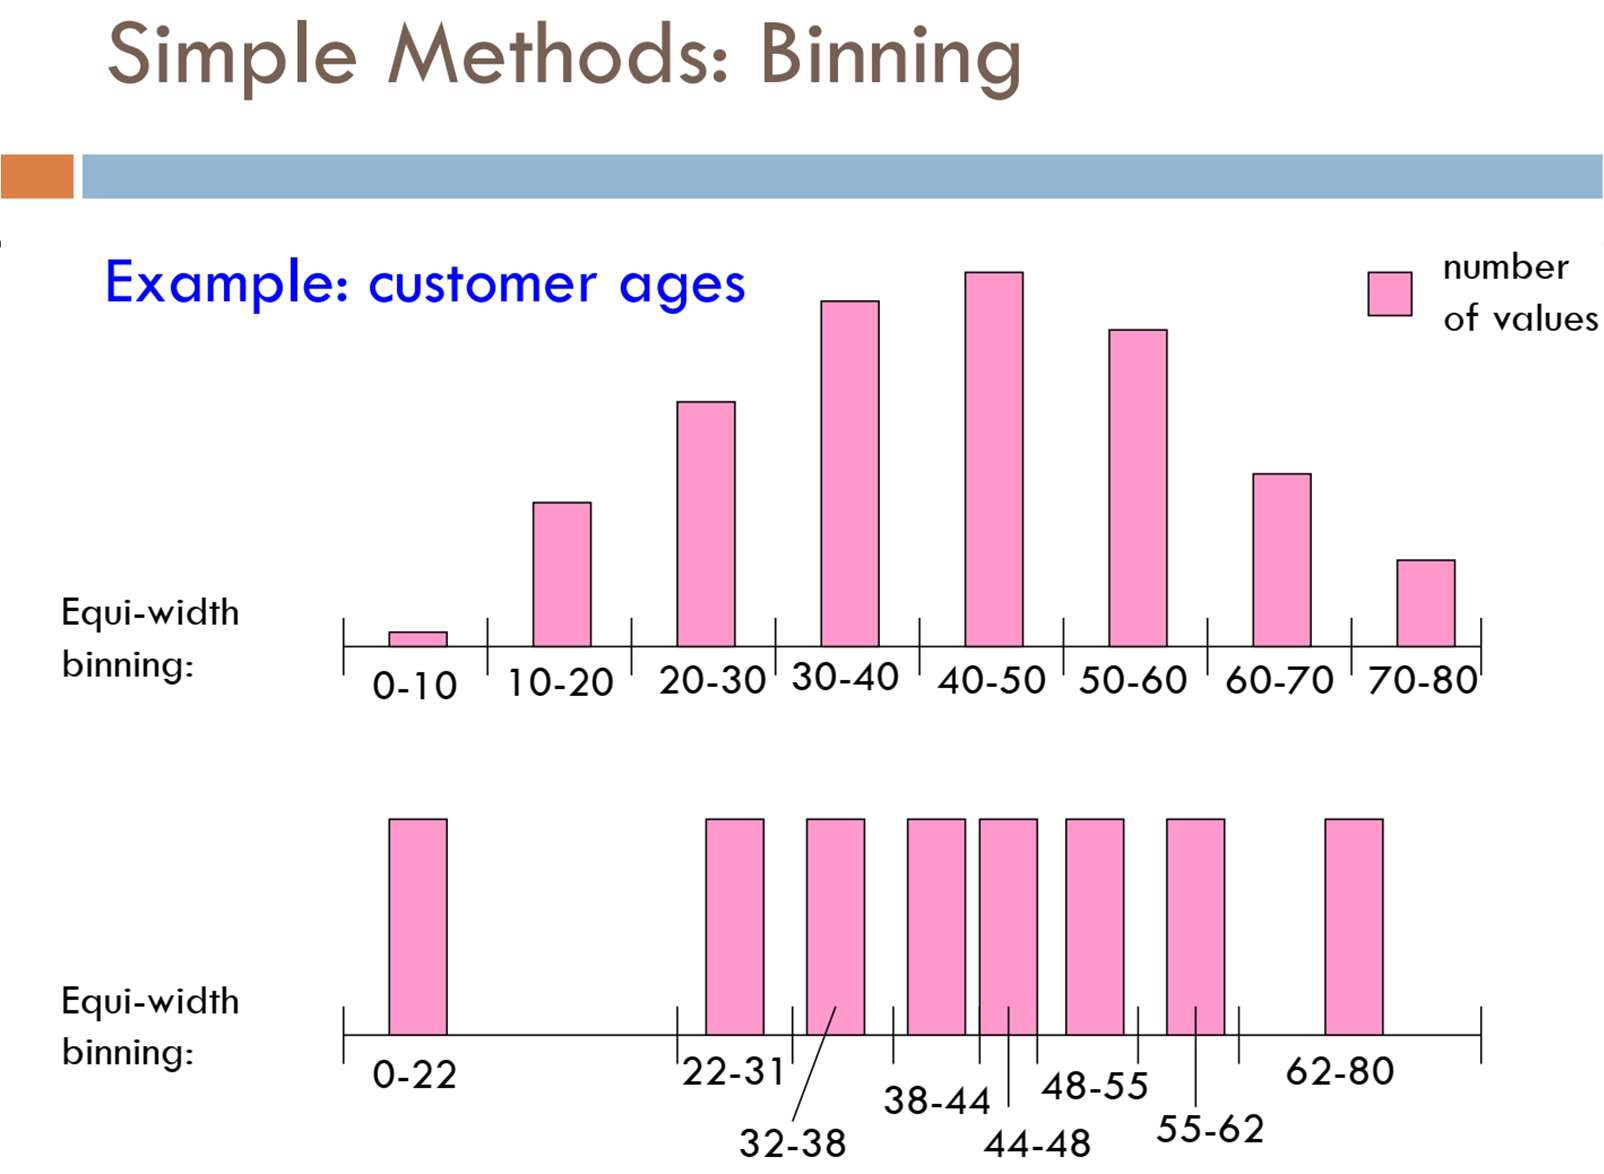 Simple Methods: Binning
Example: customer ages
number
of values
Equi-width
binning:
0-10 10-20 20-30 30-40 40-50 50-60 60-70 70-80
Equi-width
binning:
0-22 22-31 32-38 38-44 44-48 48-55 55-62 62-80